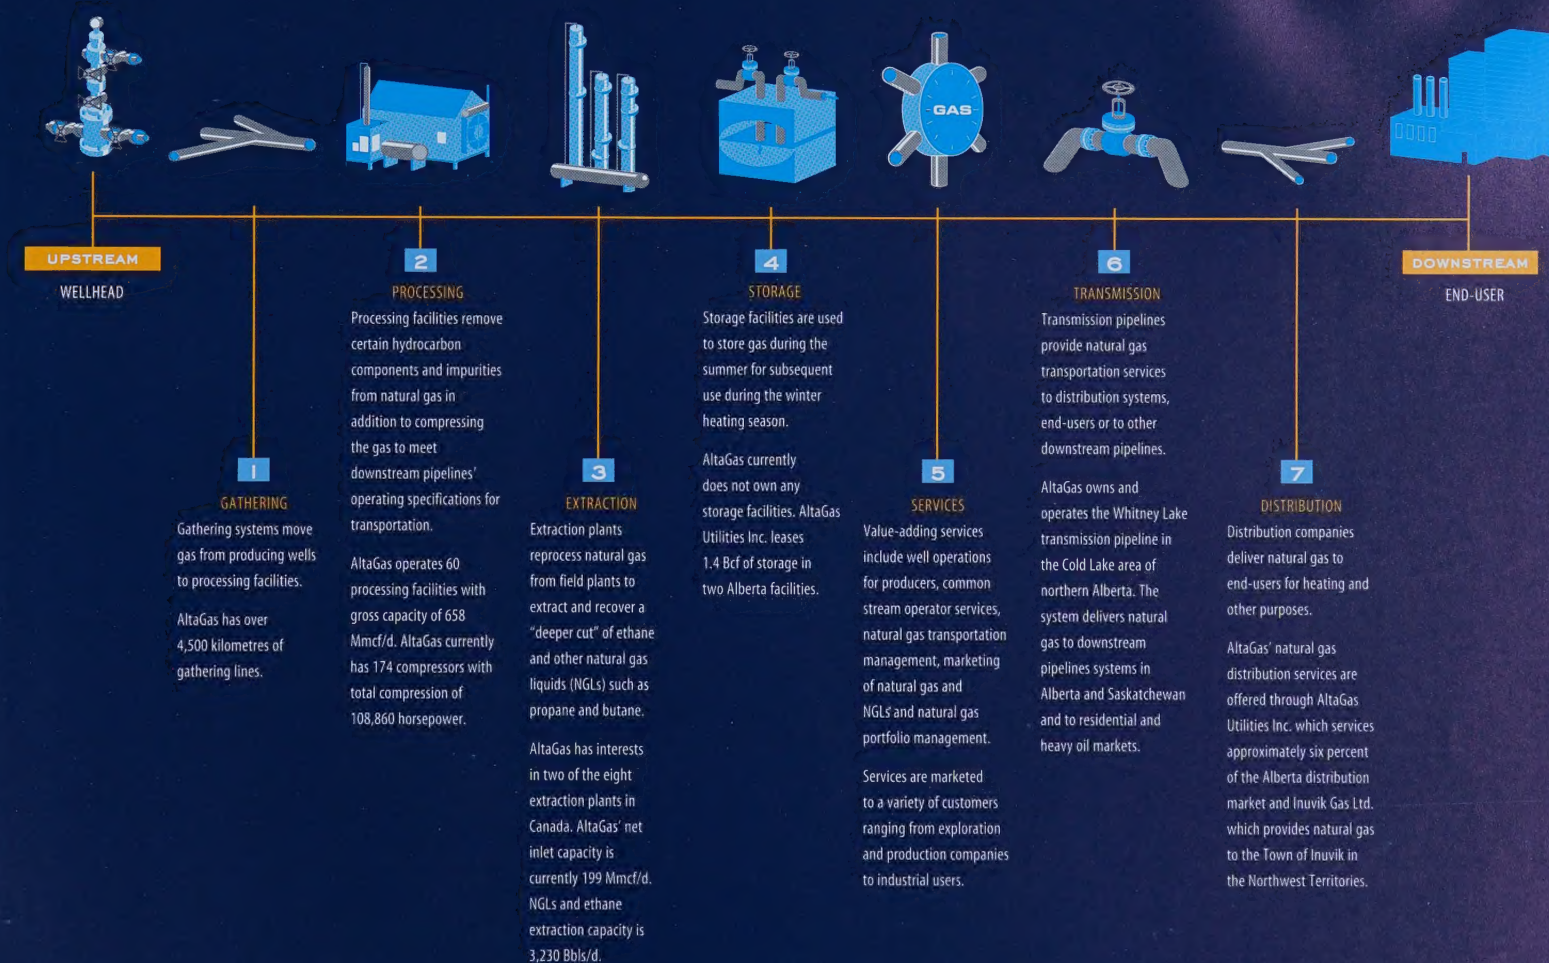 GAS
UPSTREAM
WELLHEAD
1
GATHERING
Gathering systems move
gas from producing wells
to processing facilities.
AltaGas has over
4,500 kilometres of
gathering lines.
2
PROCESSING
Processing facilities remove
certain hydrocarbon
components and impurities
from natural gas in
addition to compressing
the gas to meet
downstream pipelines'
operating specifications for
transportation.
AltaGas operates 60
processing facilities with
gross capacity of 658
Mmcf/d. AltaGas currently
has 174 compressors with
total compression of
108,860 horsepower.
3
EXTRACTION
Extraction plants
reprocess natural gas
from field plants to
extract and recover a
"deeper cut" of ethane
and other natural gas
liquids (NGLs) such as
propane and butane.
AltaGas has interests
in two of the eight
extraction plants in
Canada. AltaGas' net
inlet capacity is
currently 199 Mmcf/d.
NGLs and ethane
extraction capacity is
3,230 Bbls/d.
4
STORAGE
Storage facilities are used
to store gas during the
summer for subsequent
use during the winter
heating season.
AltaGas currently
does not own any
storage facilities. AltaGas
Utilities Inc. leases
1.4 Bcf of storage in
two Alberta facilities.
5
SERVICES
Value-adding services
include well operations
for producers, common
stream operator services,
natural gas transportation
management, marketing
of natural gas and
NGLs and natural gas
portfolio management.
Services are marketed
to a variety of customers
ranging from exploration
and production companies
to industrial users.
6
TRANSMISSION
Transmission pipelines
provide natural gas
transportation services
to distribution systems,
end-users or to other
downstream pipelines.
AltaGas owns and
operates the Whitney Lake
transmission pipeline in
the Cold Lake area of
northern Alberta. The
system delivers natural
gas to downstream
pipelines systems in
Alberta and Saskatchewan
and to residential and
heavy oil markets.
7
DISTRIBUTION
Distribution companies
deliver natural gas to
end-users for heating and
other purposes.
AltaGas' natural gas
distribution services are
offered through AltaGas
Utilities Inc. which services
approximately six percent
of the Alberta distribution
market and Inuvik Gas Ltd.
which provides natural gas
to the Town of Inuvik in
the Northwest Territories.
DOWNSTREAM
END-USER